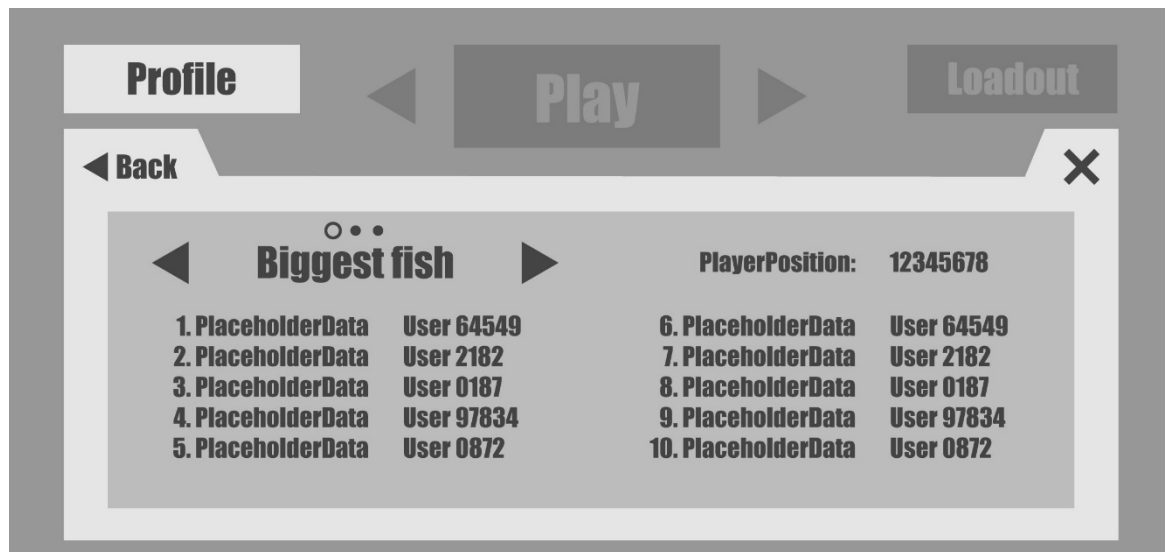 Profile
Play
Loadout
Back
Biggest fish
PlayerPosition: 12345678
1. PlaceholderData User 64549
2. PlaceholderData User 2182
3. PlaceholderData User 0187
4. PlaceholderData User 97834
5. PlaceholderData User 0872
6. PlaceholderData User 64549
7. PlaceholderData User 2182
8. PlaceholderData User 0187
9. PlaceholderData User 97834
10. PlaceholderData User 0872